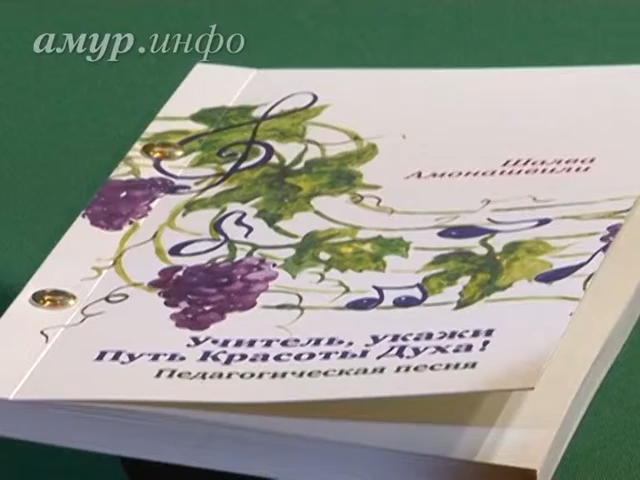 амур.инфо
Шалва
Амонашвили
Учитель, укажи
Путь Красоты Духа!
Педагогическая песня